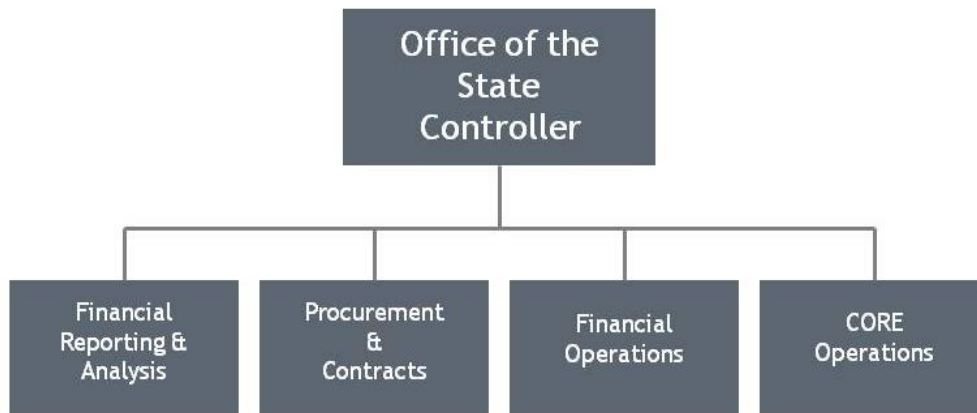 Office of the
State
Controller
Financial
Reporting &
Analysis
Procurement
&
Contracts
Financial
Operations
CORE
Operations